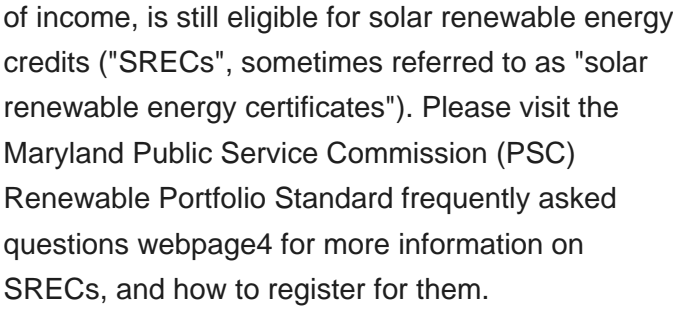 of income, is still eligible for solar renewable energy
credits ("SRECs", sometimes referred to as "solar
renewable energy certificates"). Please visit the
Maryland Public Service Commission (PSC)
Renewable Portfolio Standard frequently asked
questions webpage4 for more information on
SRECs, and how to register for them.